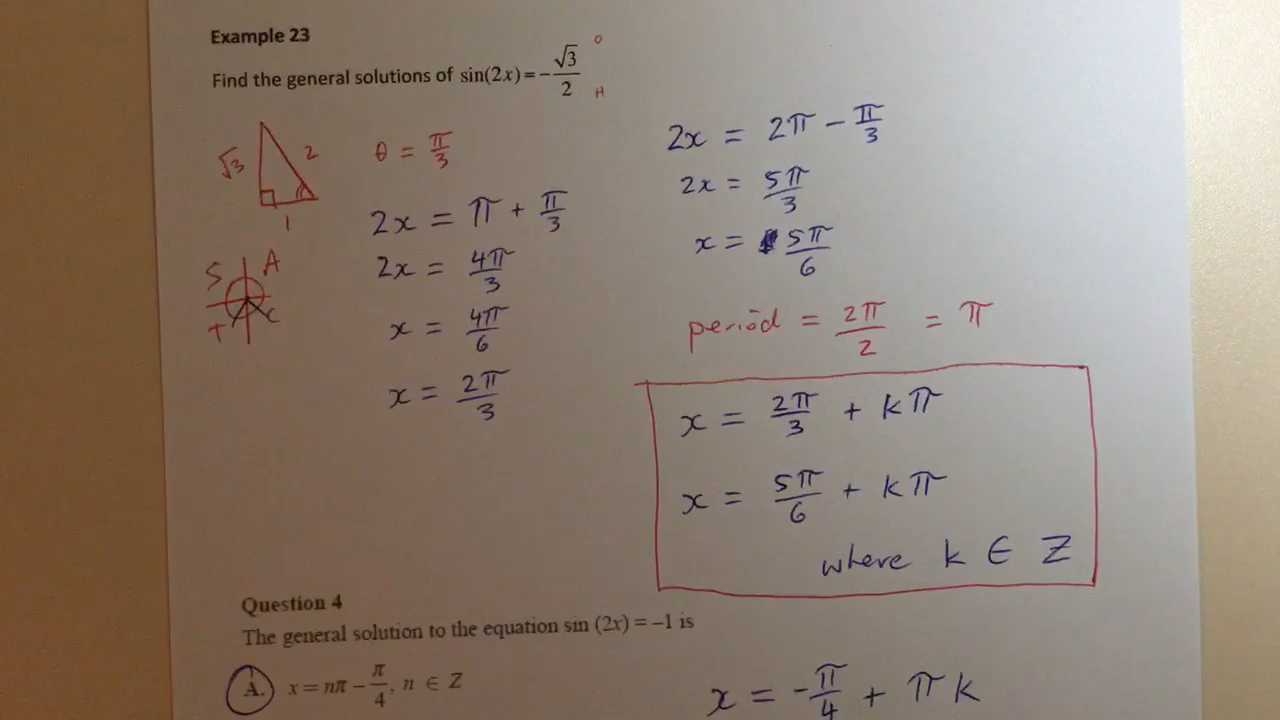 Example 23
Find the general solutions of sin(2x) = -√3/2
O
H
√3 2
1
θ = π/3
S A
T C
2x = π + π/3
2x = 4π/3
x = 4π/6
x = 2π/3
2x = 2π - π/3
2x = 5π/3
x = 5π/6
period = 2π/2 = π
x = 2π/3 + kπ
x = 5π/6 + kπ
where k ∈ Z
Question 4
The general solution to the equation sin (2x) = –1 is
A. x = nπ – π/4, n ∈ Z
x = -π/4 + πk